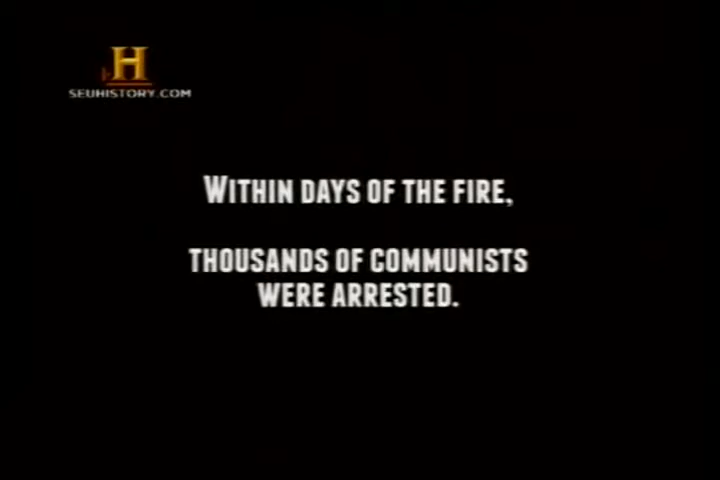 H
SEUHISTORY.COM
WITHIN DAYS OF THE FIRE,
THOUSANDS OF COMMUNISTS
WERE ARRESTED.